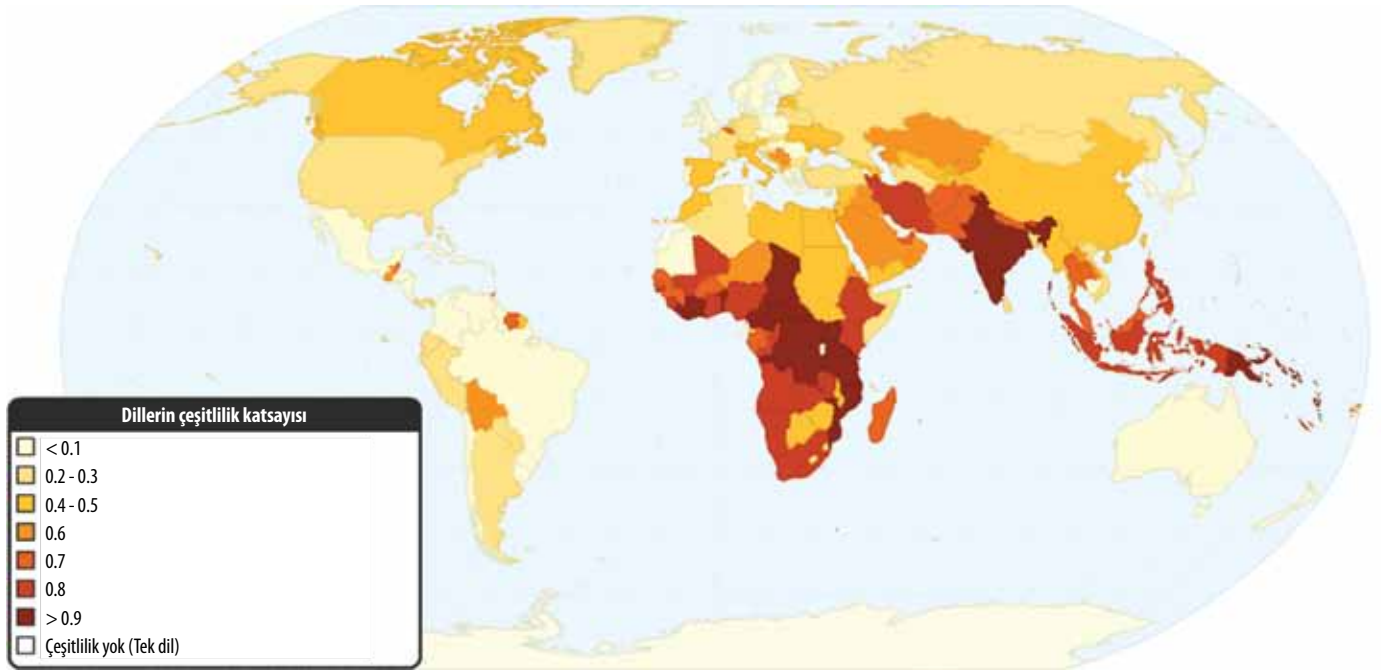 Dillerin çeşitlilik katsayısı
< 0.1
0.2 - 0.3
0.4 - 0.5
0.6
0.7
0.8
> 0.9
Çeşitlilik yok (Tek dil)